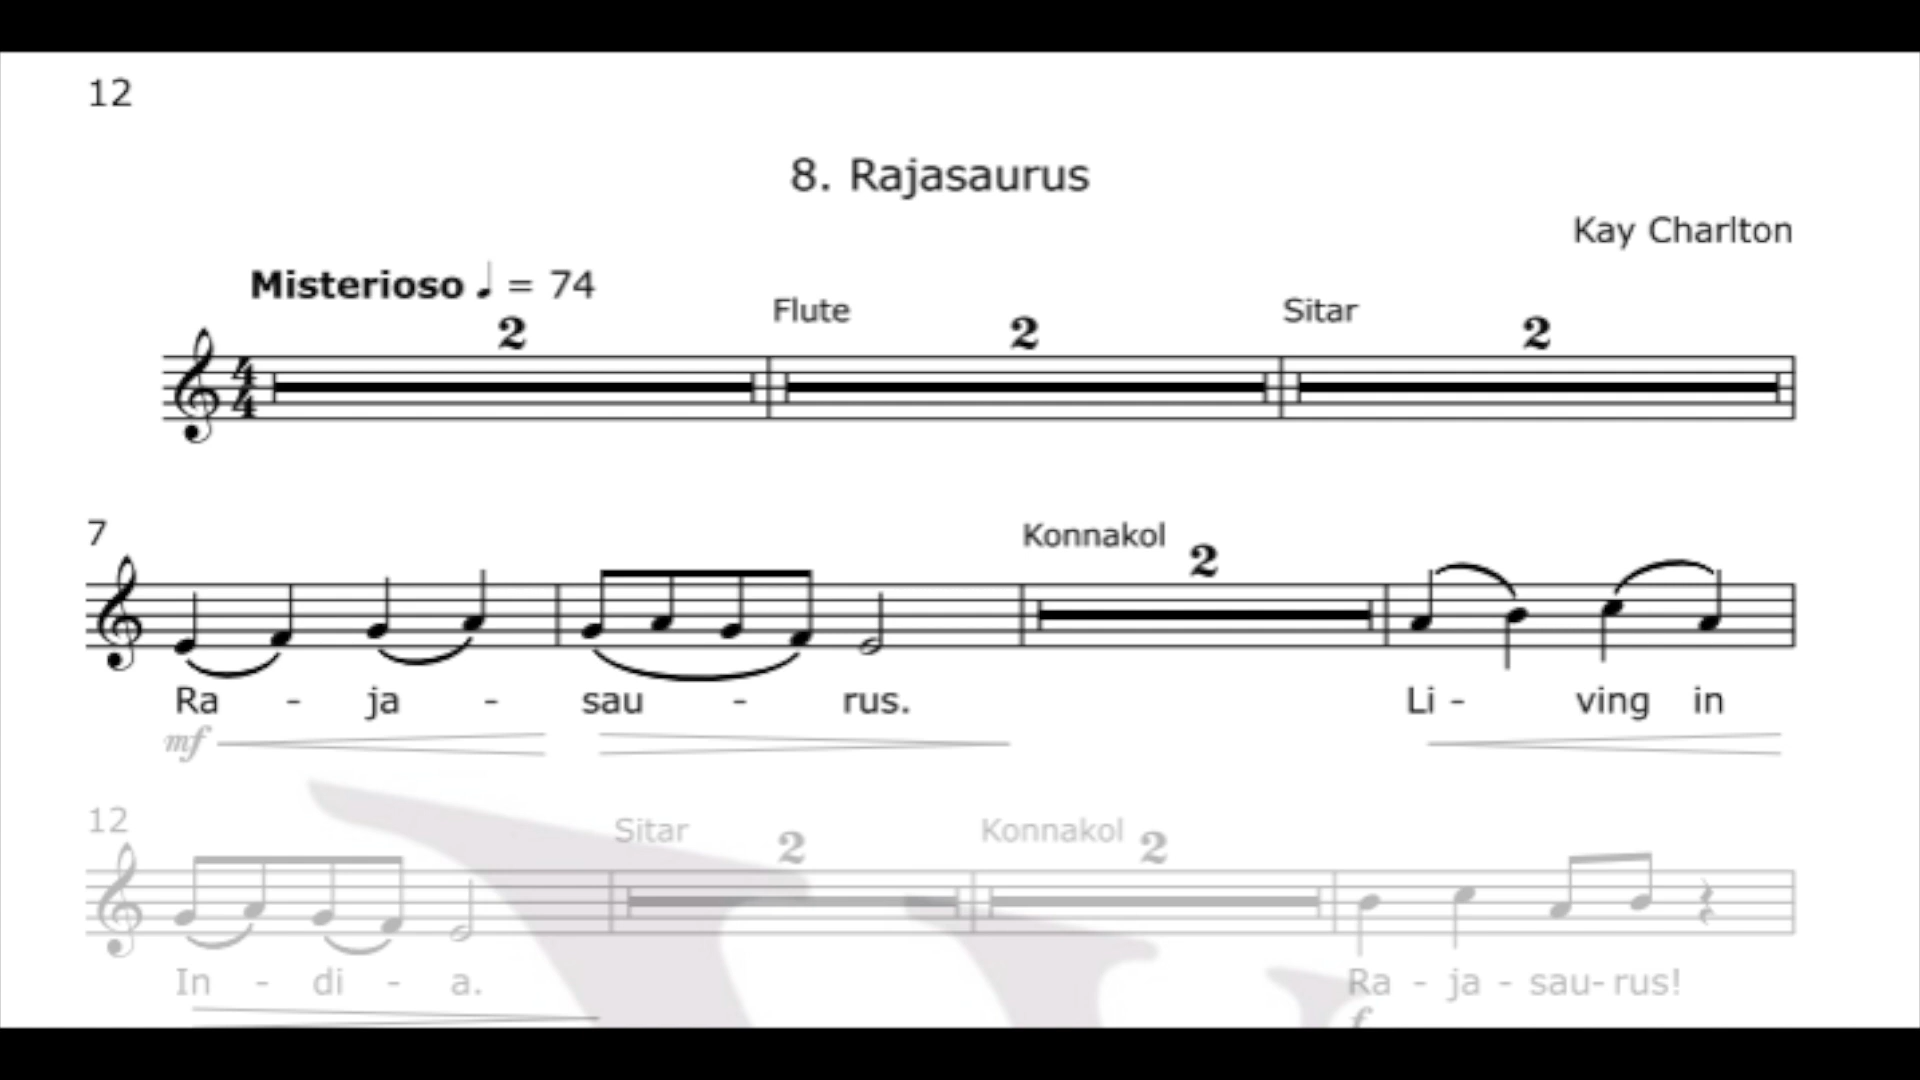 12
8. Rajasaurus
Kay Charlton
Misterioso ♩ = 74
Flute
Sitar
2 2 2
7
Konnakol
2
Ra - ja - sau - rus. Li - ving in
mf
12
Sitar 2 Konnakol 2
In - di - a. Ra - ja - sau- rus!
f